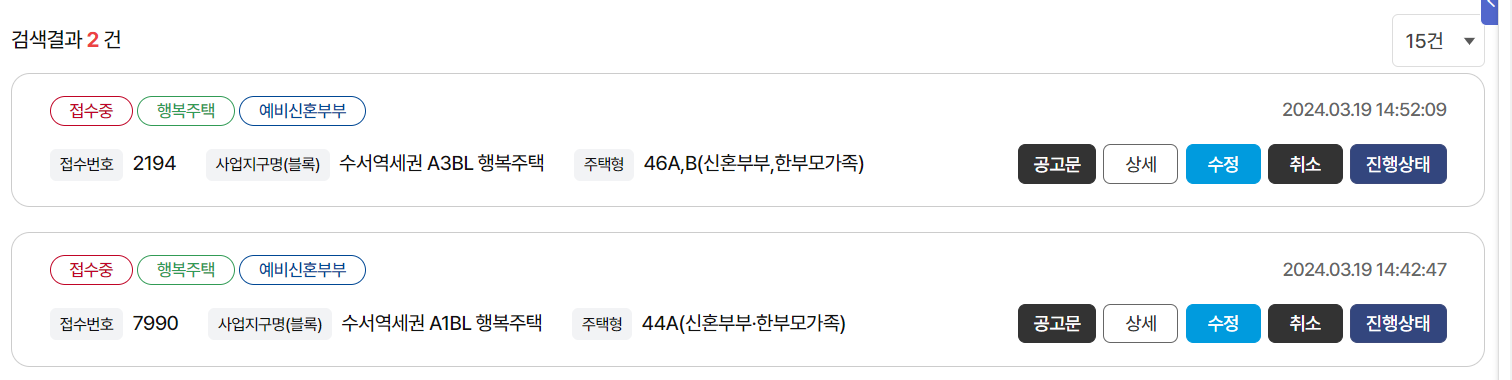 검색결과 2 건
15건
접수중 행복주택 예비신혼부부 2024.03.19 14:52:09
접수번호 2194 사업지구명(블록) 수서역세권 A3BL 행복주택 주택형 46A,B(신혼부부,한부모가족) 공고문 상세 수정 취소 진행상태
접수중 행복주택 예비신혼부부 2024.03.19 14:42:47
접수번호 7990 사업지구명(블록) 수서역세권 A1BL 행복주택 주택형 44A(신혼부부·한부모가족) 공고문 상세 수정 취소 진행상태